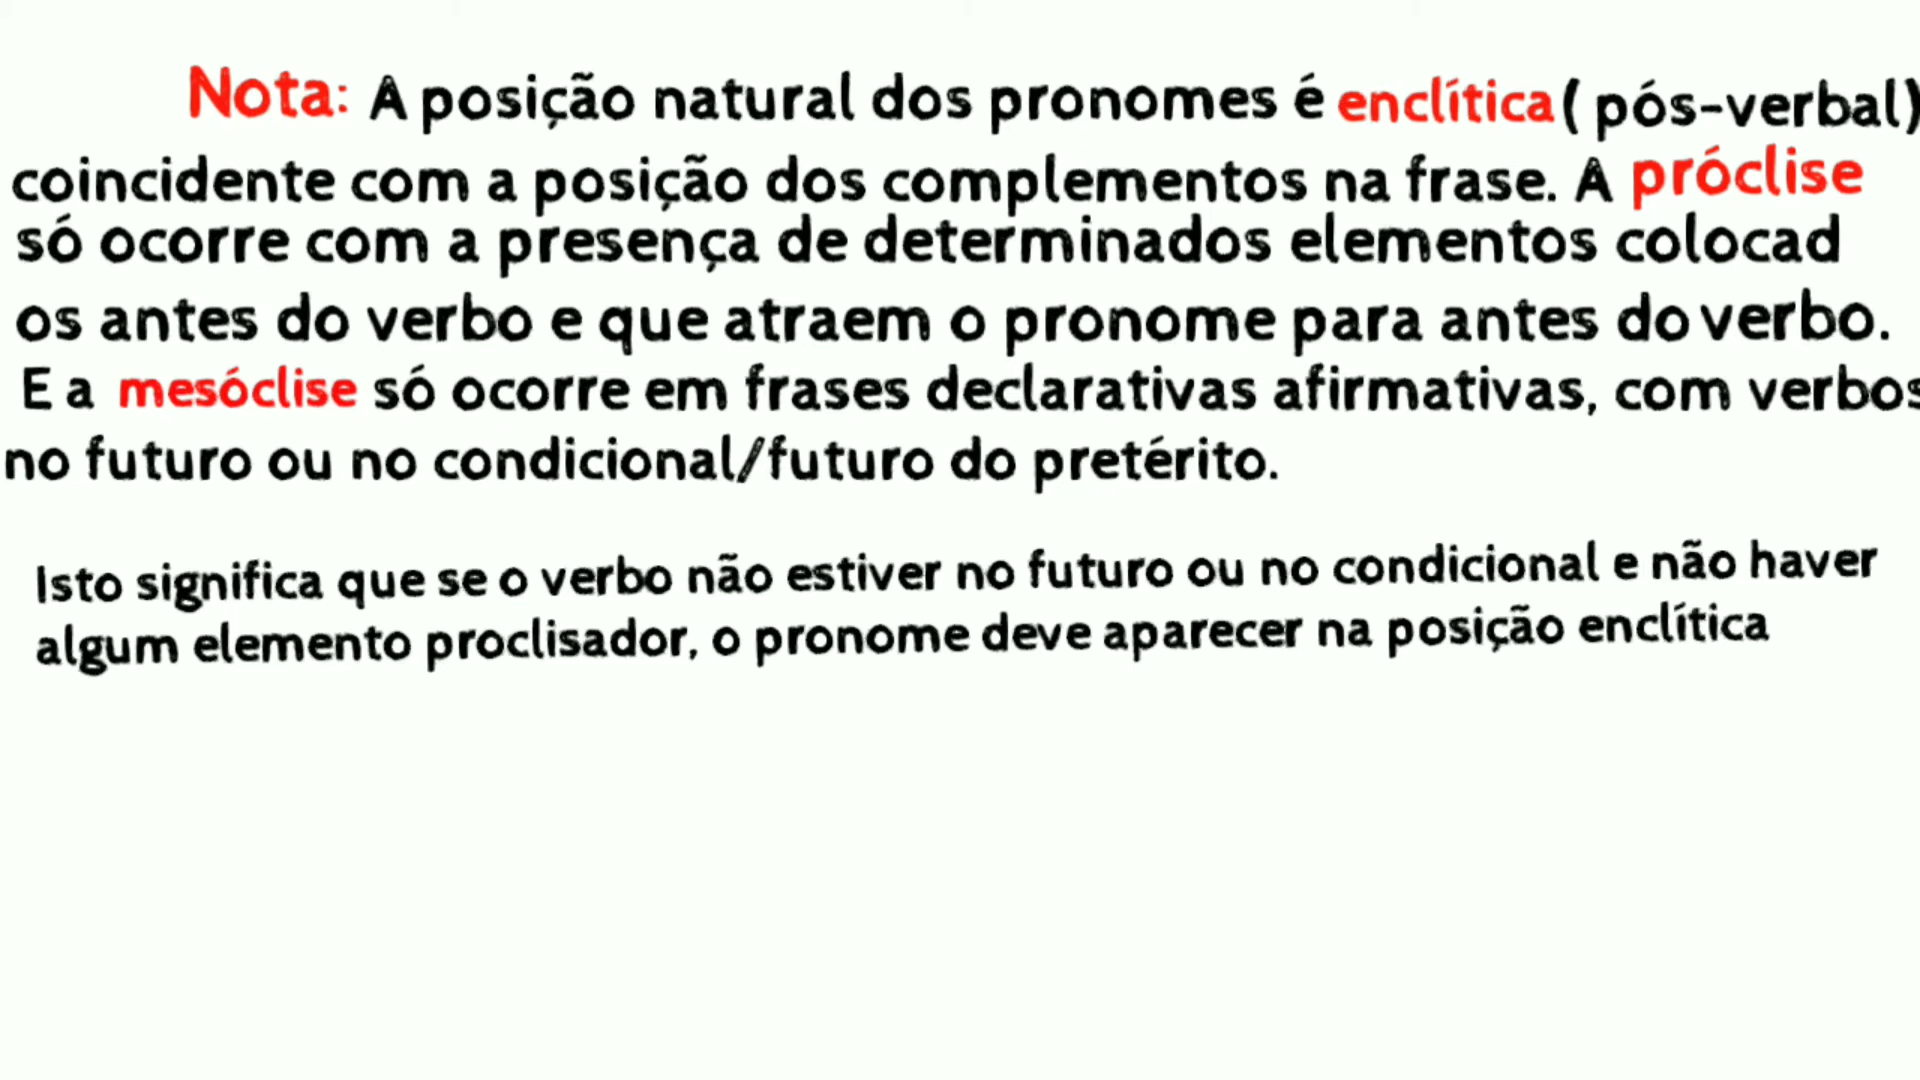 Nota: A posição natural dos pronomes é enclítica ( pós-verbal)
coincidente com a posição dos complementos na frase. A próclise
só ocorre com a presença de determinados elementos colocad
os antes do verbo e que atraem o pronome para antes do verbo.
E a mesóclise só ocorre em frases declarativas afirmativas, com verbos
no futuro ou no condicional/futuro do pretérito.
Isto significa que se o verbo não estiver no futuro ou no condicional e não haver
algum elemento proclisador, o pronome deve aparecer na posição enclítica